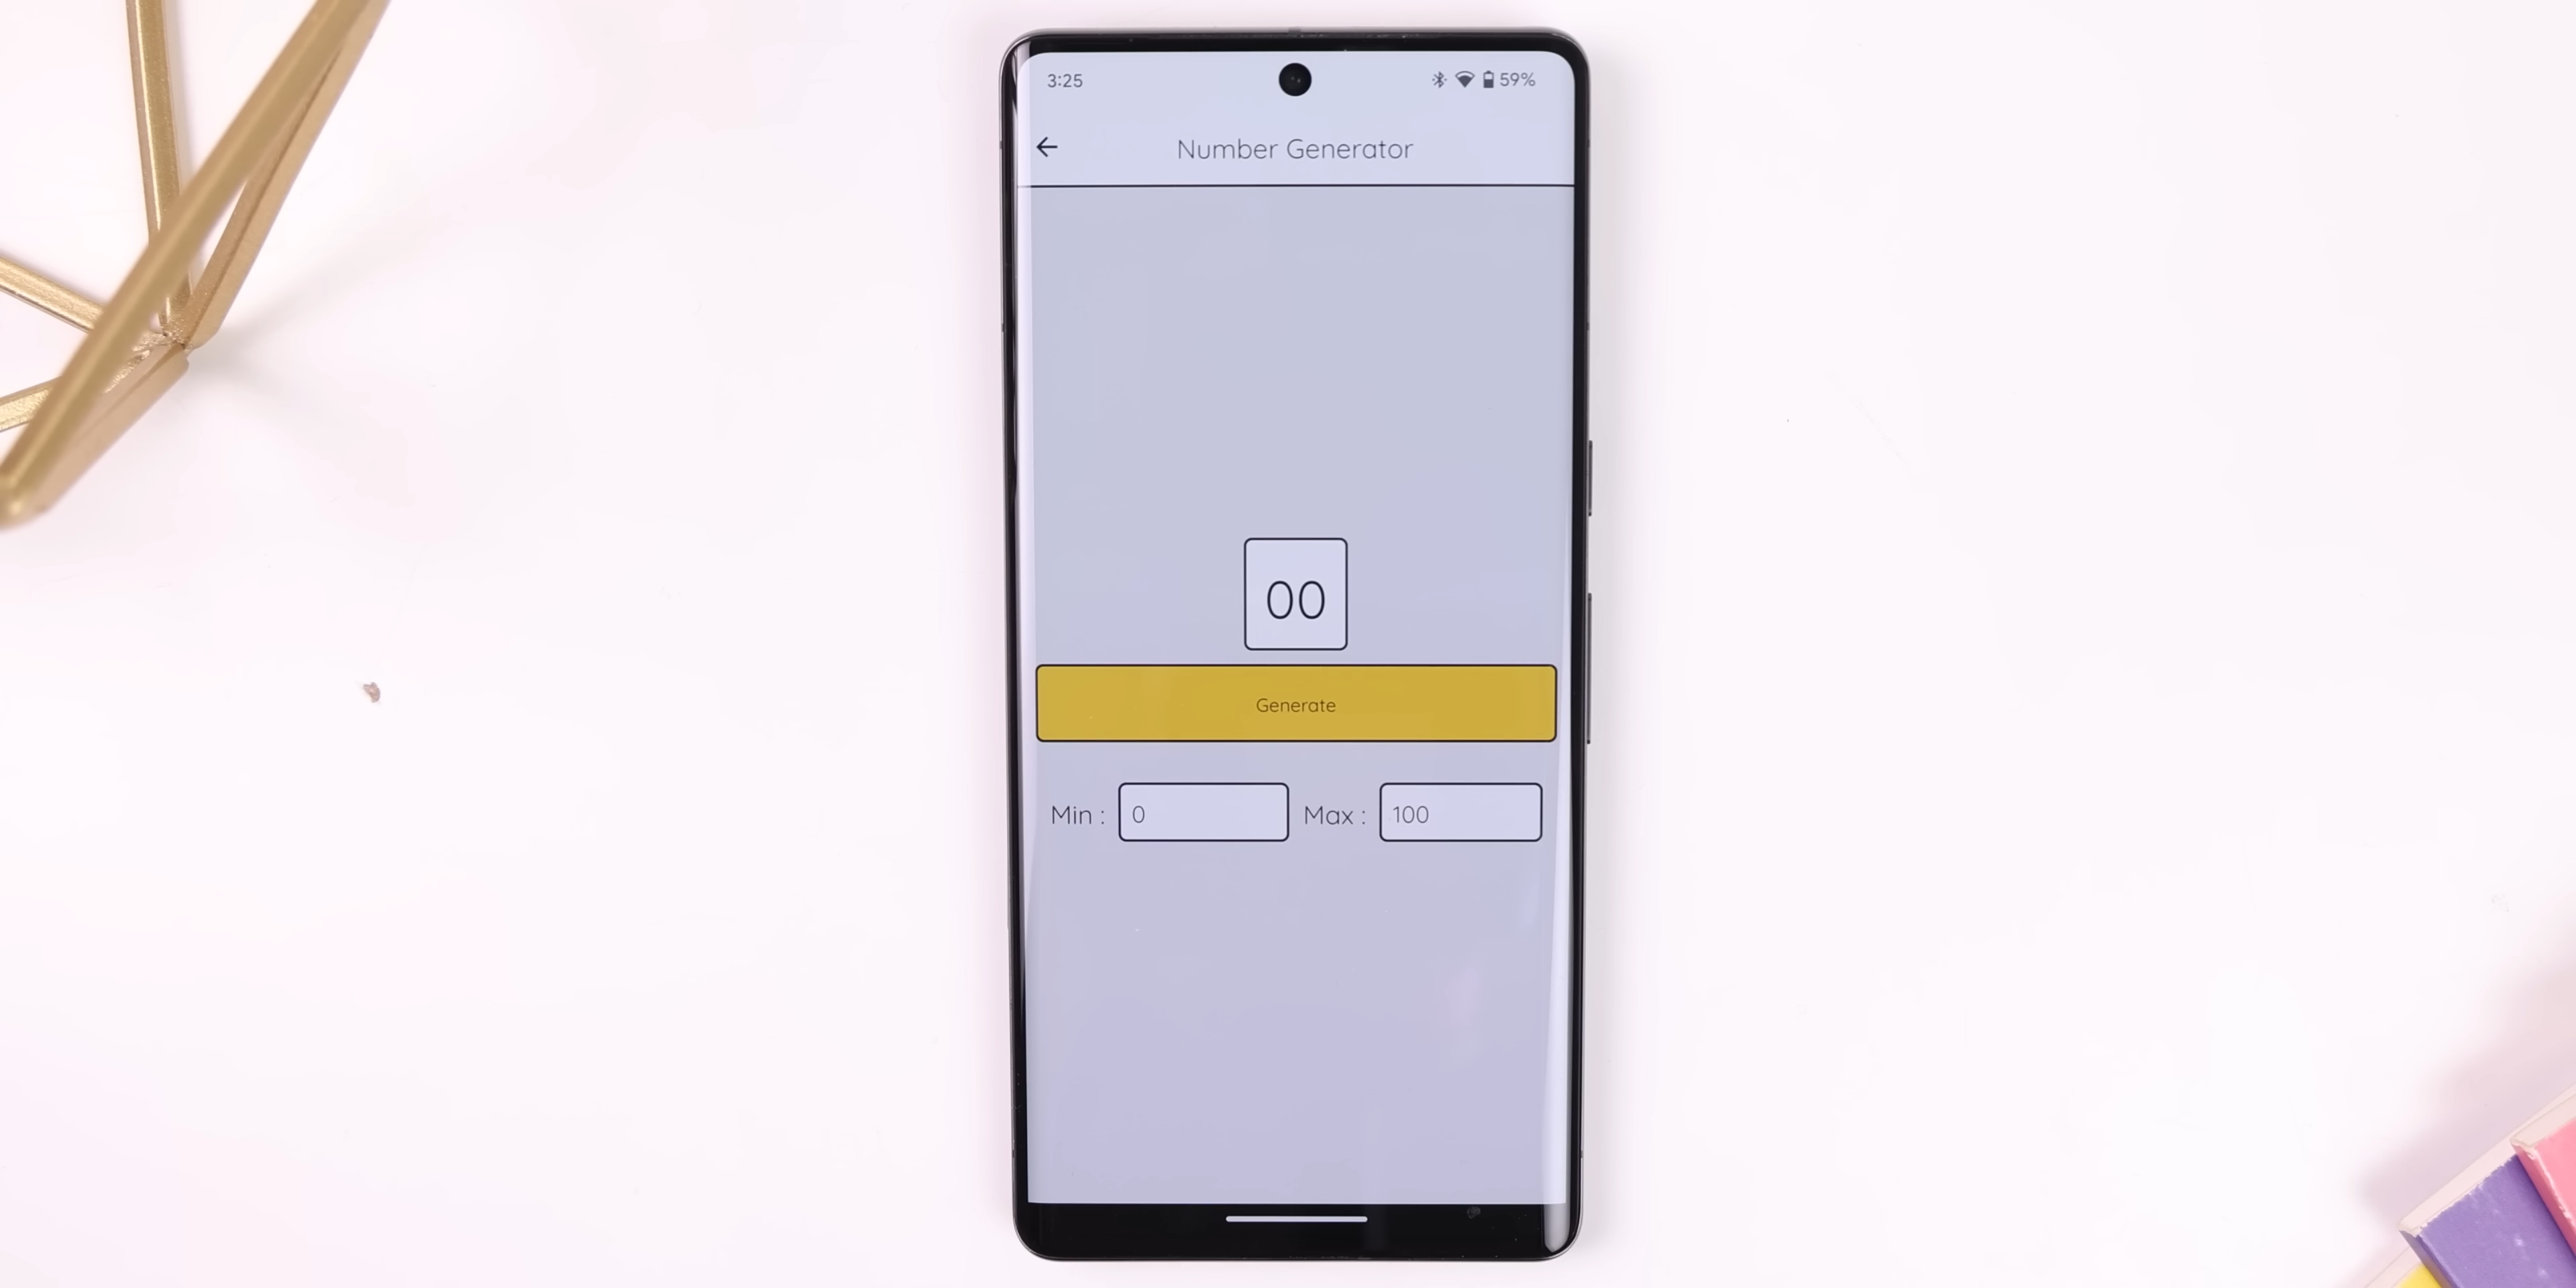 3:25 59%
Number Generator
00
Generate
Min : 0 Max : 100